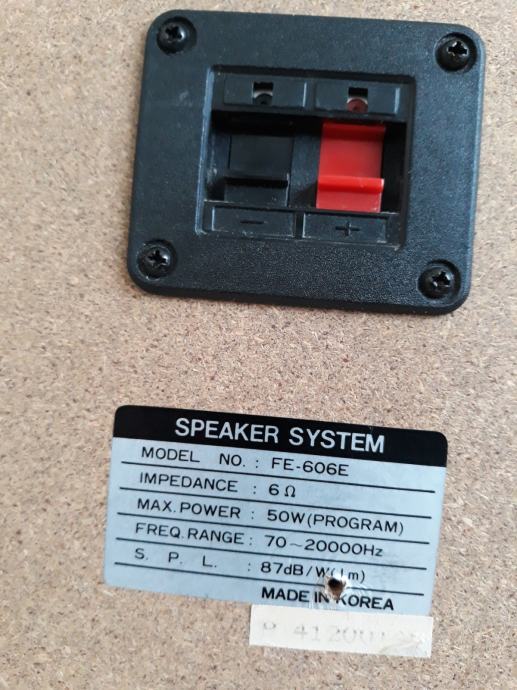 − +
SPEAKER SYSTEM
MODEL NO. : FE-606E
IMPEDANCE : 6Ω
MAX. POWER : 50W(PROGRAM)
FREQ. RANGE : 70~20000Hz
S. P. L. : 87dB/W(1m)
MADE IN KOREA